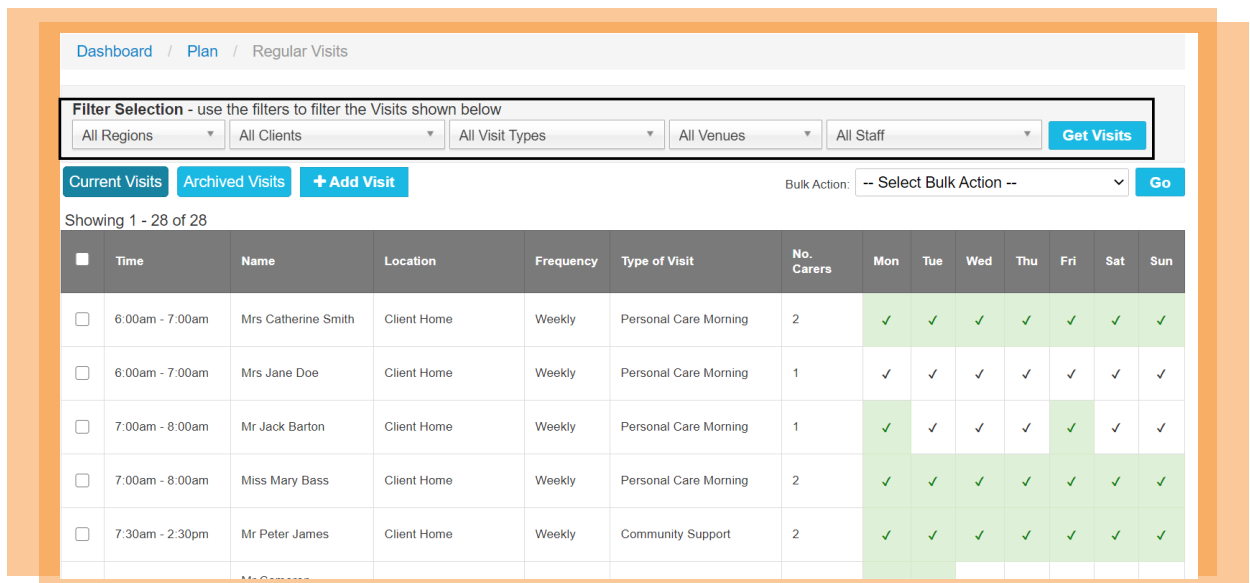 Dashboard / Plan / Regular Visits
Filter Selection - use the filters to filter the Visits shown below
All Regions All Clients All Visit Types All Venues All Staff Get Visits
Current Visits Archived Visits + Add Visit Bulk Action: -- Select Bulk Action -- Go
Showing 1 - 28 of 28
Time Name Location Frequency Type of Visit No. Carers Mon Tue Wed Thu Fri Sat Sun
6:00am - 7:00am Mrs Catherine Smith Client Home Weekly Personal Care Morning 2 ✓ ✓ ✓ ✓ ✓ ✓ ✓
6:00am - 7:00am Mrs Jane Doe Client Home Weekly Personal Care Morning 1 ✓ ✓ ✓ ✓ ✓ ✓ ✓
7:00am - 8:00am Mr Jack Barton Client Home Weekly Personal Care Morning 1 ✓ ✓ ✓ ✓ ✓ ✓ ✓
7:00am - 8:00am Miss Mary Bass Client Home Weekly Personal Care Morning 2 ✓ ✓ ✓ ✓ ✓ ✓ ✓
7:30am - 2:30pm Mr Peter James Client Home Weekly Community Support 2 ✓ ✓ ✓ ✓ ✓ ✓ ✓